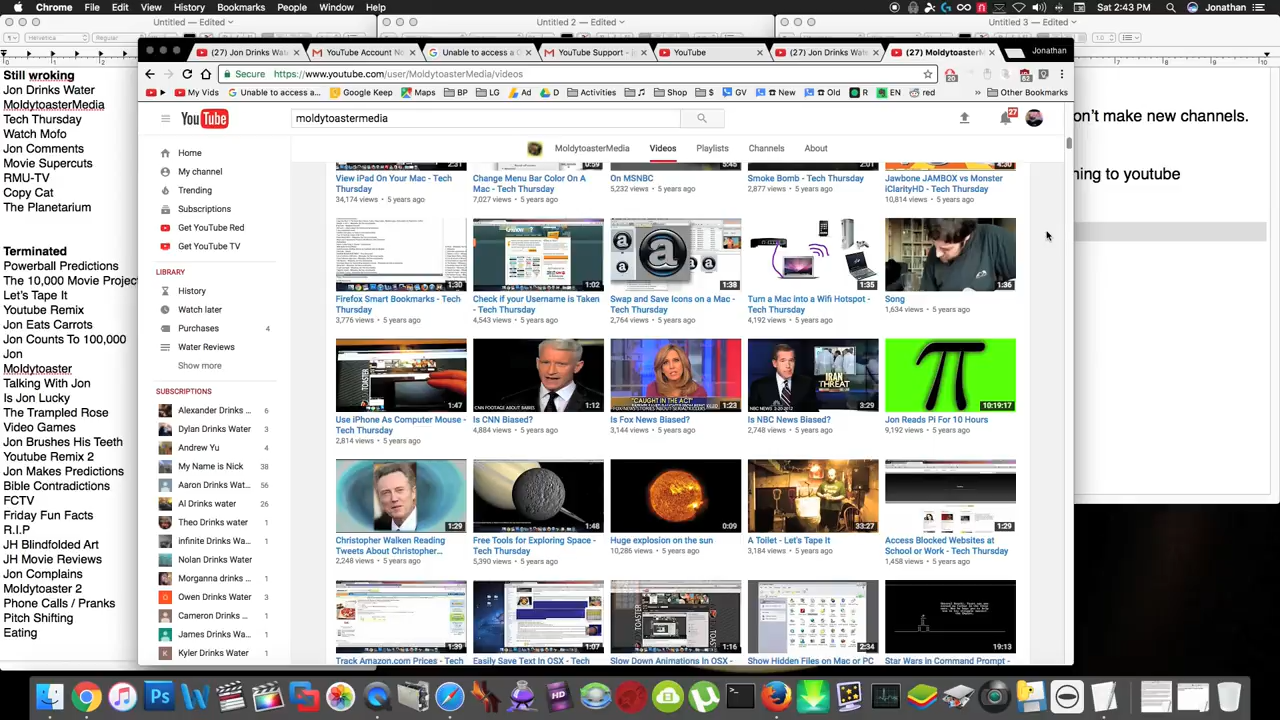 Chrome File Edit View History Bookmarks People Window Help
Sat 2:43 PM Jonathan
Untitled — Edited
Untitled 2 — Edited
Untitled 3 — Edited
Helvetica Regular
(27) Jon Drinks Wate
YouTube Account No
Unable to access a G
YouTube Support -
YouTube
(27) Jon Drinks Wate
(27) Moldytoaster
Jonathan
Secure https://www.youtube.com/user/MoldytoasterMedia/videos
My Vids Unable to access a... Google Keep Maps BP LG Ad D Activities Shop $ GV New Old R EN red » Other Bookmarks
YouTube
moldytoastermedia
27
MoldytoasterMedia Videos Playlists Channels About
Home
My channel
Trending
Subscriptions
Get YouTube Red
Get YouTube TV
LIBRARY
History
Watch later
Purchases 4
Water Reviews
Show more
SUBSCRIPTIONS
Alexander Drinks ... 6
Dylan Drinks Water 3
Andrew Yu 4
My Name is Nick 38
Aaron Drinks Wat... 56
Al Drinks water 26
Theo Drinks water 1
infinite Drinks Wa... 1
Nolan Drinks Water
Morganna drinks ... 1
Owen Drinks Water 3
Cameron Drinks ... 1
James Drinks Wa... 1
Kyler Drinks Water 1
Still wroking
Jon Drinks Water
MoldytoasterMedia
Tech Thursday
Watch Mofo
Jon Comments
Movie Supercuts
RMU-TV
Copy Cat
The Planetarium
Terminated
Powerball Predictions
The 10,000 Movie Projec
Let's Tape It
Youtube Remix
Jon Eats Carrots
Jon Counts To 100,000
Jon
Moldytoaster
Talking With Jon
Is Jon Lucky
The Trampled Rose
Video Games
Jon Brushes His Teeth
Youtube Remix 2
Jon Makes Predictions
Bible Contradictions
FCTV
Friday Fun Facts
R.I.P
JH Blindfolded Art
JH Movie Reviews
Jon Complains
Moldytoaster 2
Phone Calls / Pranks
Pitch Shifting
Eating
View iPad On Your Mac - Tech
Thursday
34,174 views • 5 years ago
Change Menu Bar Color On A
Mac - Tech Thursday
7,027 views • 5 years ago
On MSNBC
5,232 views • 5 years ago
Smoke Bomb - Tech Thursday
2,877 views • 5 years ago
Jawbone JAMBOX vs Monster
iClarityHD - Tech Thursday
10,814 views • 5 years ago
1:30
Firefox Smart Bookmarks - Tech
Thursday
3,776 views • 5 years ago
1:02
Check if your Username is Taken
- Tech Thursday
4,543 views • 5 years ago
1:38
Swap and Save Icons on a Mac -
Tech Thursday
2,764 views • 5 years ago
1:35
Turn a Mac into a Wifi Hotspot -
Tech Thursday
4,192 views • 5 years ago
1:36
Song
1,634 views • 5 years ago
1:47
Use iPhone As Computer Mouse -
Tech Thursday
2,814 views • 5 years ago
CNN FOOTAGE ABOUT BABIES
1:12
Is CNN Biased?
4,884 views • 5 years ago
"CAUGHT IN THE ACT"
1:23
Is Fox News Biased?
3,144 views • 5 years ago
IRAN
THREAT
NBC NEWS 3-20-2012
3:29
Is NBC News Biased?
2,748 views • 5 years ago
10:19:17
Jon Reads Pi For 10 Hours
9,192 views • 5 years ago
1:29
Christopher Walken Reading
Tweets About Christopher...
2,248 views • 5 years ago
1:48
Free Tools for Exploring Space -
Tech Thursday
5,390 views • 5 years ago
0:09
Huge explosion on the sun
10,286 views • 5 years ago
33:27
A Toilet - Let's Tape It
3,184 views • 5 years ago
1:29
Access Blocked Websites at
School or Work - Tech Thursday
1,458 views • 5 years ago
1:39
Track Amazon.com Prices - Tech
1:07
Easily Save Text In OSX - Tech
1:16
Slow Down Animations In OSX -
2:34
Show Hidden Files on Mac or PC
19:13
Star Wars in Command Prompt -
on't make new channels.
ning to youtube